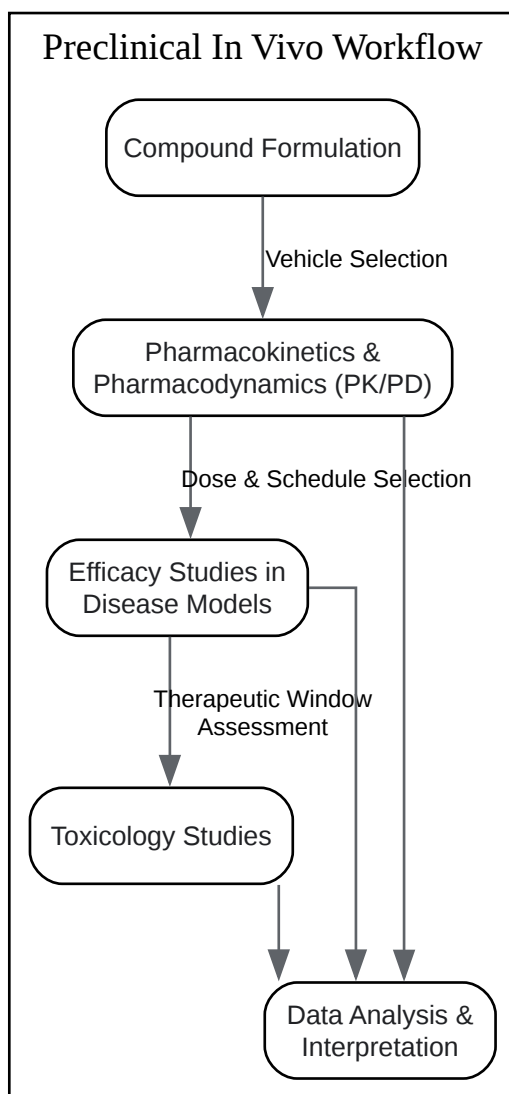 Preclinical In Vivo Workflow
Compound Formulation
Vehicle Selection
Pharmacokinetics &
Pharmacodynamics (PK/PD)
Dose & Schedule Selection
Efficacy Studies in
Disease Models
Therapeutic Window
Assessment
Toxicology Studies
Data Analysis &
Interpretation